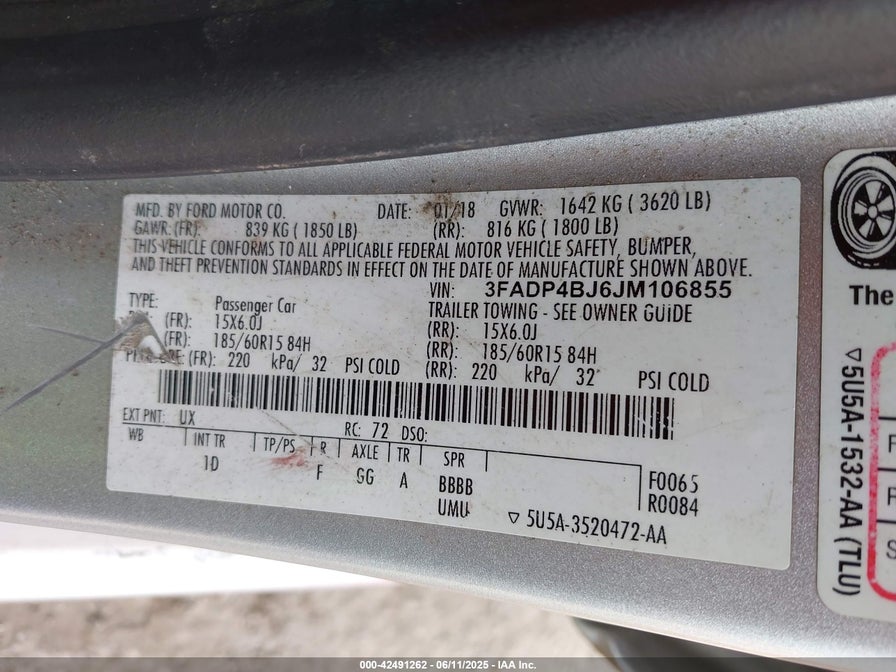 MFD. BY FORD MOTOR CO. DATE: 01/18 GVWR: 1642 KG ( 3620 LB)
GAWR: (FR): 839 KG ( 1850 LB) (RR): 816 KG ( 1800 LB)
THIS VEHICLE CONFORMS TO ALL APPLICABLE FEDERAL MOTOR VEHICLE SAFETY, BUMPER,
AND THEFT PREVENTION STANDARDS IN EFFECT ON THE DATE OF MANUFACTURE SHOWN ABOVE.
VIN: 3FADP4BJ6JM106855
TYPE: Passenger Car TRAILER TOWING - SEE OWNER GUIDE
(FR): 15X6.0J (RR): 15X6.0J
(FR): 185/60R15 84H (RR): 185/60R15 84H
(FR): 220 kPa/ 32 PSI COLD (RR): 220 kPa/ 32 PSI COLD
EXT PNT: UX RC: 72 DSO:
WB INT TR TP/PS R AXLE TR SPR
1D F GG A BBBB F0065
UMU R0084
5U5A-3520472-AA
The
5U5A-1532-AA (TLU)
F
E
S
000-42491262 - 06/11/2025 - IAA Inc.